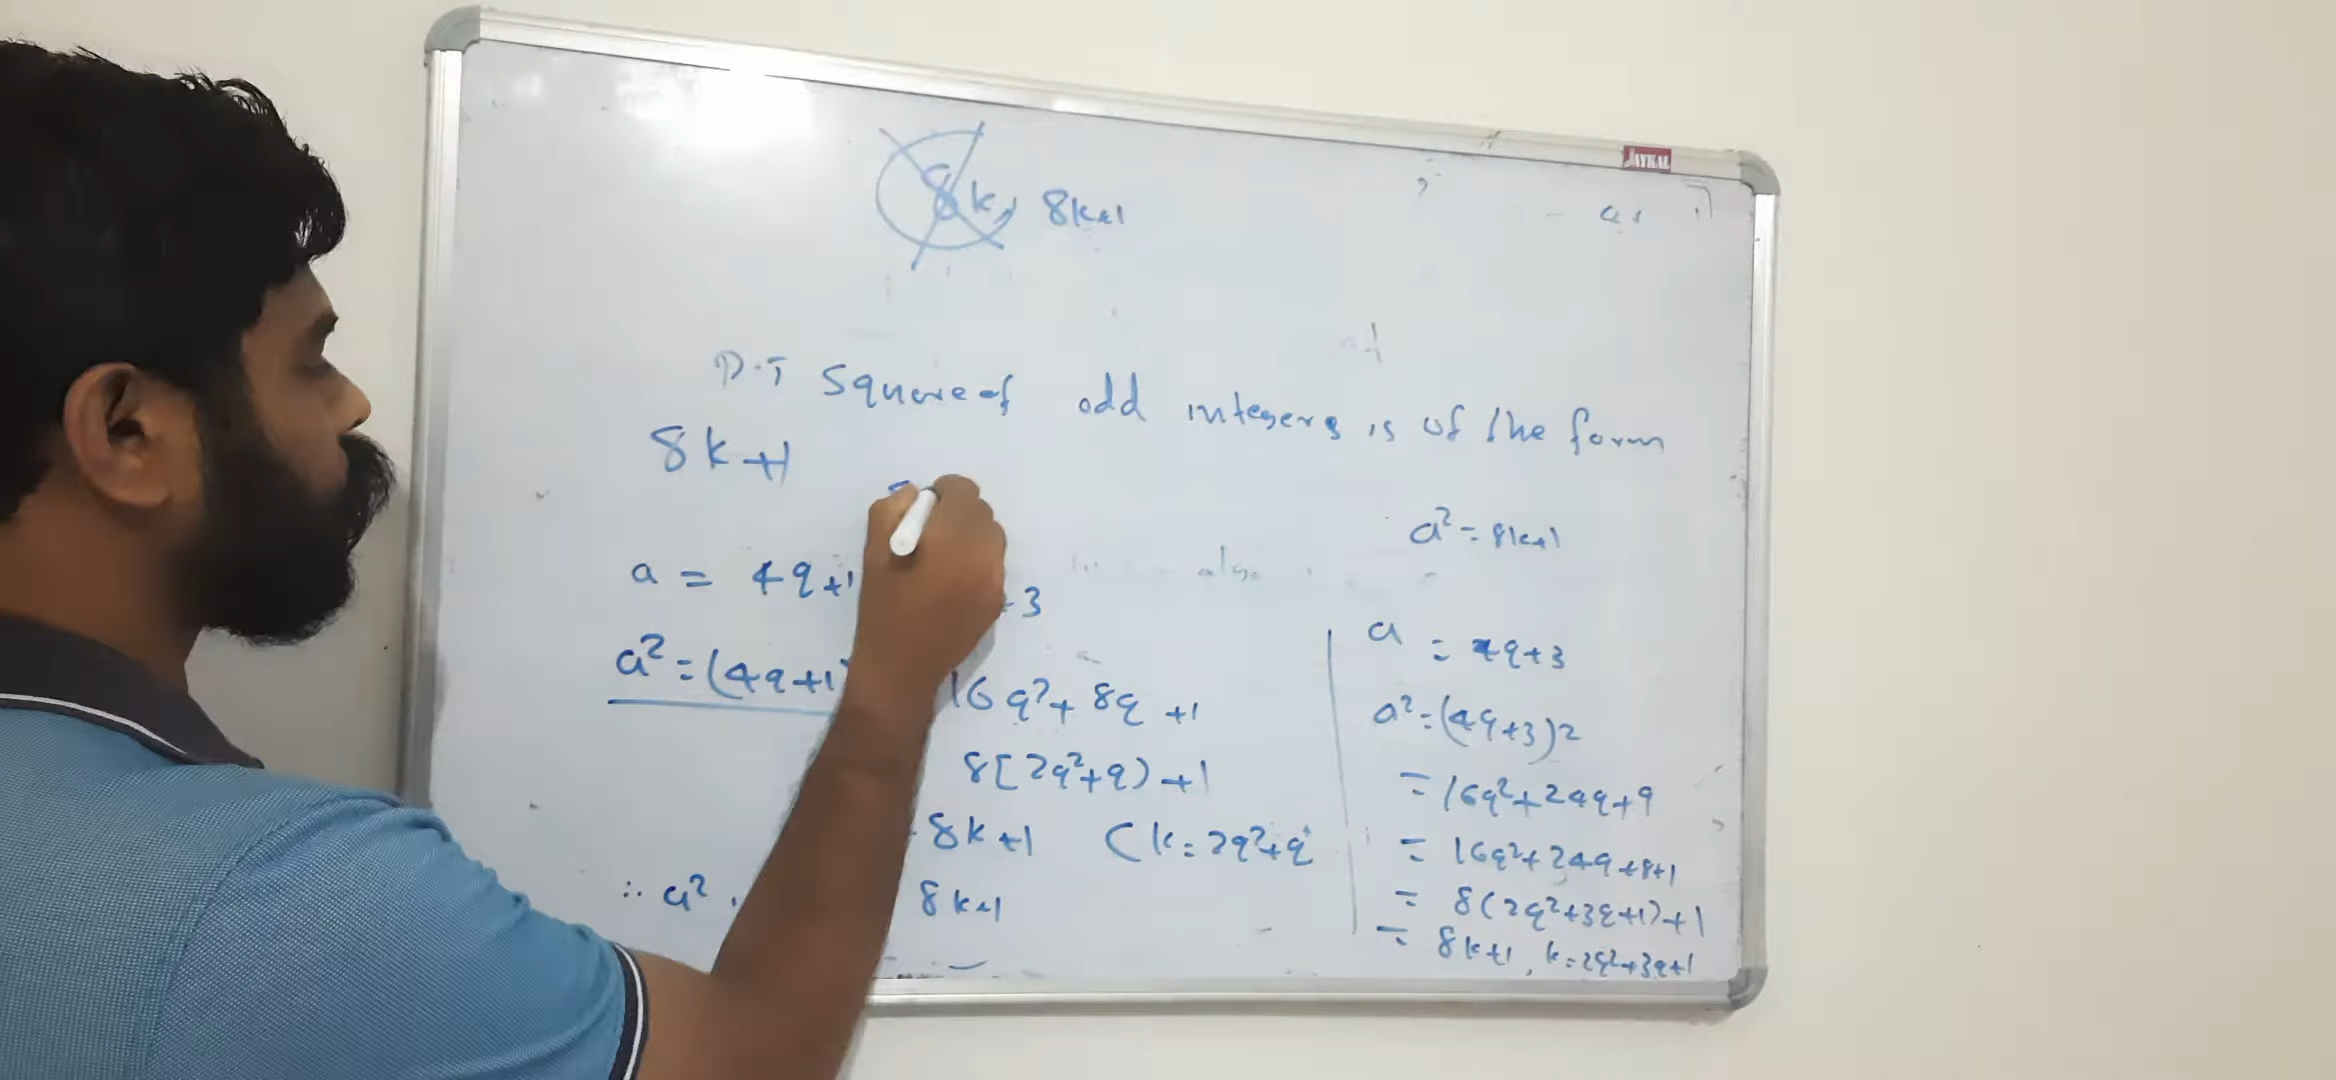 8k, 8k+1
JAYKAL
P.T Square of odd integers is of the form
8k+1
a² = 8k+1
a = 4q+1
+3
a² = (4q+1)
16q²+8q+1
8[2q²+q)+1
8k+1 (k=2q²+q
∴ a²
8k+1
a = 4q+3
a² = (4q+3)2
= 16q²+24q+9
= 16q²+24q+8+1
= 8(2q²+3q+1)+1
= 8k+1, k=2q²+3q+1